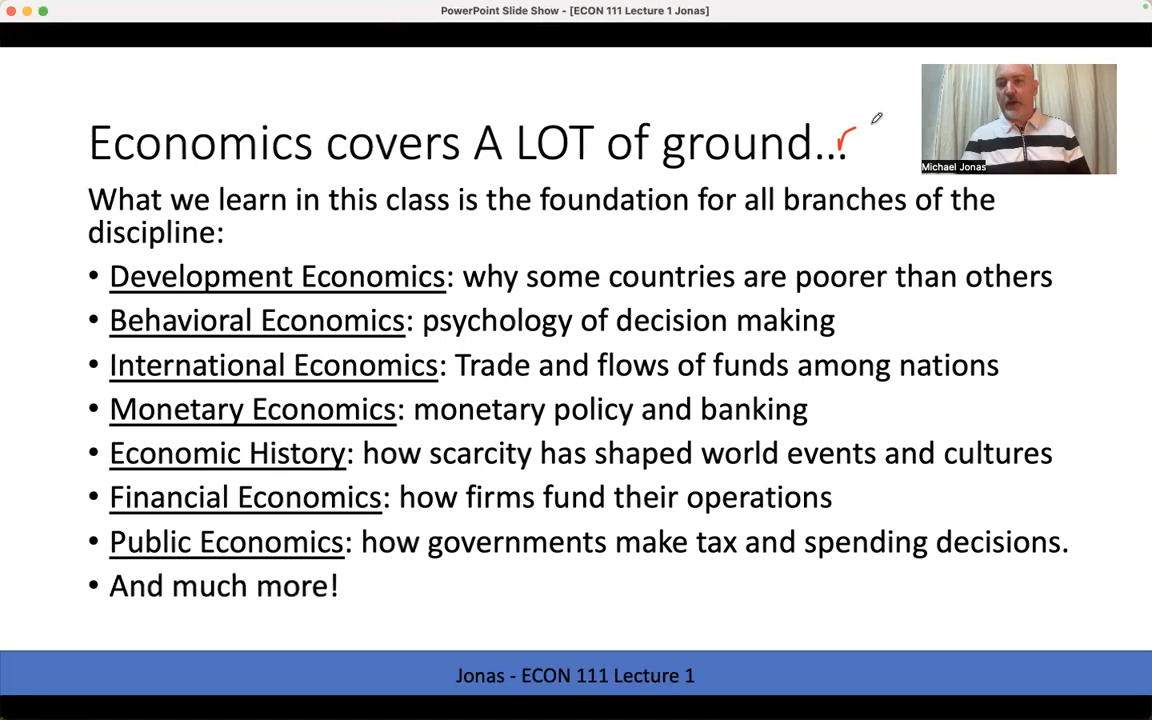 PowerPoint Slide Show - [ECON 111 Lecture 1 Jonas]
Economics covers A LOT of ground...
Michael Jonas
What we learn in this class is the foundation for all branches of the
discipline:
• Development Economics: why some countries are poorer than others
• Behavioral Economics: psychology of decision making
• International Economics: Trade and flows of funds among nations
• Monetary Economics: monetary policy and banking
• Economic History: how scarcity has shaped world events and cultures
• Financial Economics: how firms fund their operations
• Public Economics: how governments make tax and spending decisions.
• And much more!
Jonas - ECON 111 Lecture 1